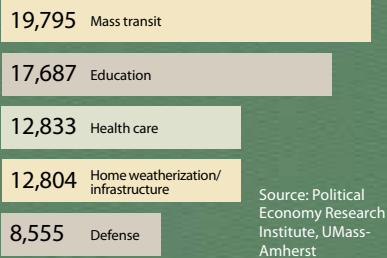 19,795 Mass transit
17,687 Education
12,833 Health care
12,804 Home weatherization/
infrastructure
8,555 Defense
Source: Political
Economy Research
Institute, UMass-
Amherst